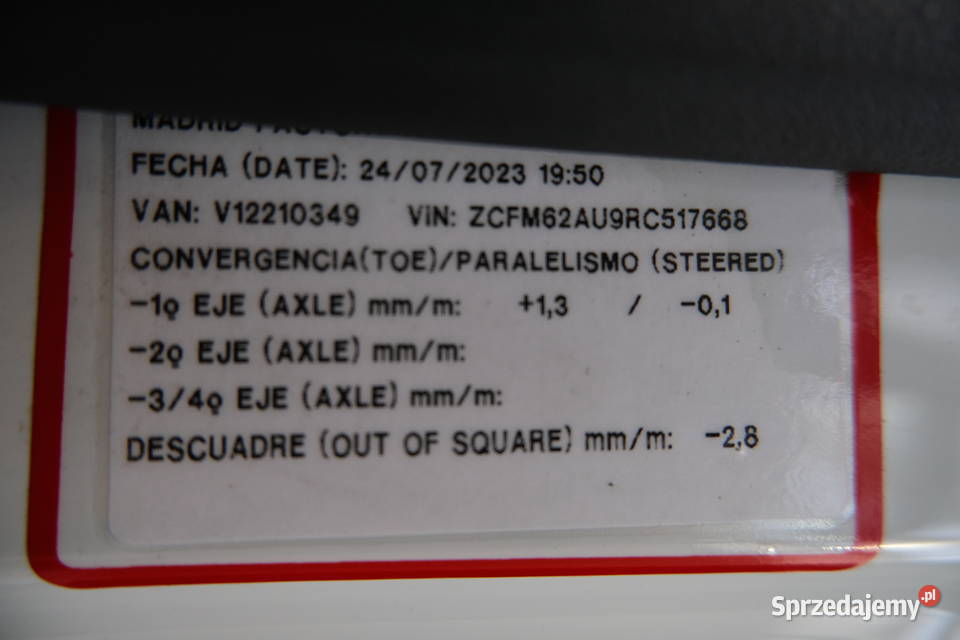 MADRID
FECHA (DATE): 24/07/2023 19:50
VAN: V12210349 ViN: ZCFM62AU9RC517668
CONVERGENCIA(TOE)/PARALELISMO (STEERED)
-1º EJE (AXLE) mm/m: +1,3 / -0,1
-2º EJE (AXLE) mm/m:
-3/4º EJE (AXLE) mm/m:
DESCUADRE (OUT OF SQUARE) mm/m: -2,8
Sprzedajemy.pl